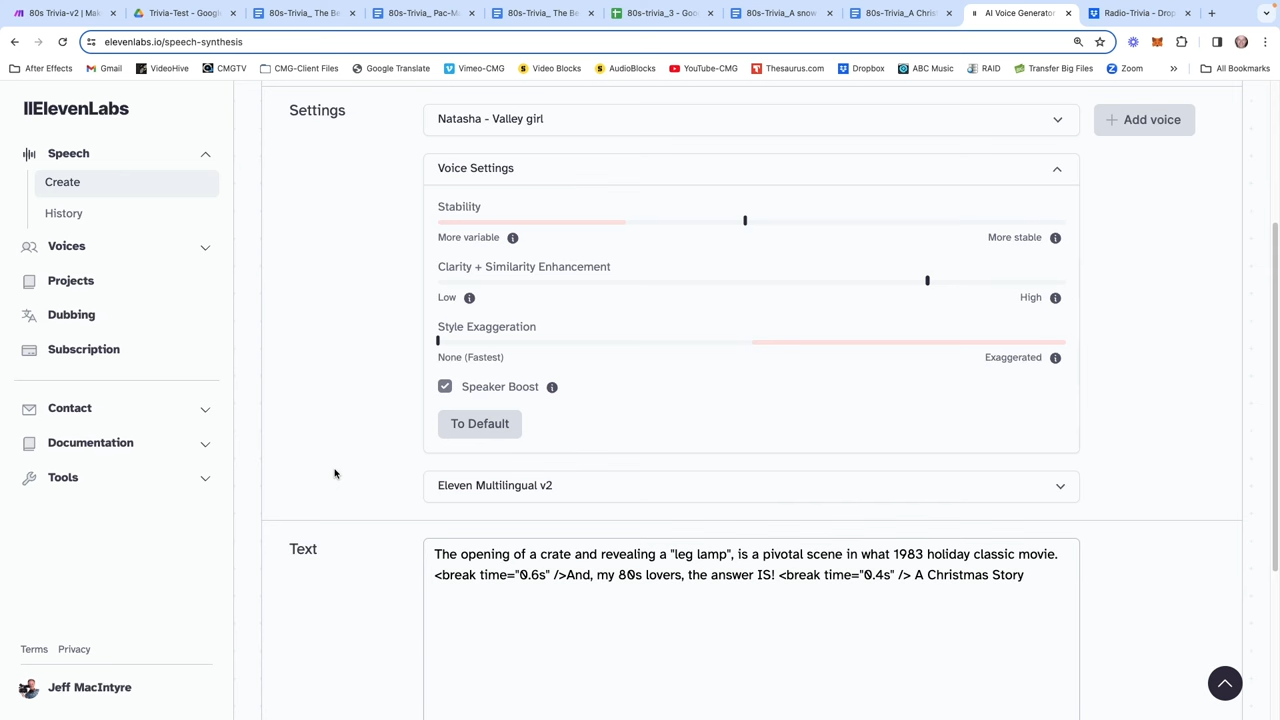 80s Trivia-v2 | Mak
Trivia-Test - Google
80s-Trivia_ The Be
80s-Trivia_ Pac-M
80s-Trivia_ The Be
80s-trivia_3 - Goo
80s-Trivia_A snow
80s-Trivia_A Chris
AI Voice Generator
Radio-Trivia - Drop
elevenlabs.io/speech-synthesis
After Effects
Gmail
VideoHive
CMGTV
CMG-Client Files
Google Translate
Vimeo-CMG
Video Blocks
AudioBlocks
YouTube-CMG
Thesaurus.com
Dropbox
ABC Music
RAID
Transfer Big Files
Zoom
»
All Bookmarks
IIElevenLabs
Speech
Create
History
Voices
Projects
Dubbing
Subscription
Contact
Documentation
Tools
Terms Privacy
Jeff MacIntyre
Settings
Natasha - Valley girl
+ Add voice
Voice Settings
Stability
More variable
More stable
Clarity + Similarity Enhancement
Low
High
Style Exaggeration
None (Fastest)
Exaggerated
Speaker Boost
To Default
Eleven Multilingual v2
Text
The opening of a crate and revealing a "leg lamp", is a pivotal scene in what 1983 holiday classic movie.
<break time="0.6s" />And, my 80s lovers, the answer IS! <break time="0.4s" /> A Christmas Story